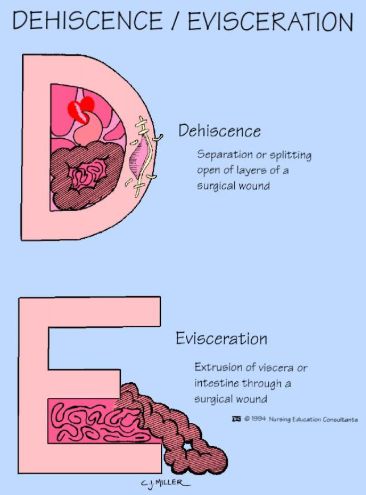 DEHISCENCE / EVISCERATION
Dehiscence
Separation or splitting
open of layers of a
surgical wound
Evisceration
Extrusion of viscera or
intestine through a
surgical wound
© 1994 Nursing Education Consultants
C.J. MILLER